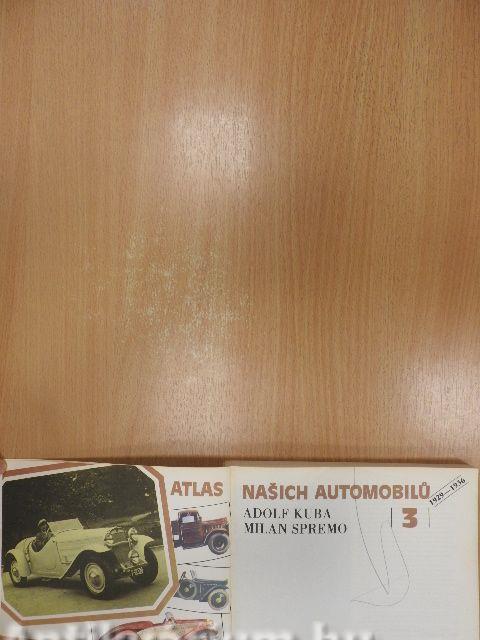 ATLAS NAŠICH AUTOMOBILŮ
1929—1936
ADOLF KUBA
3
MILAN SPREMO